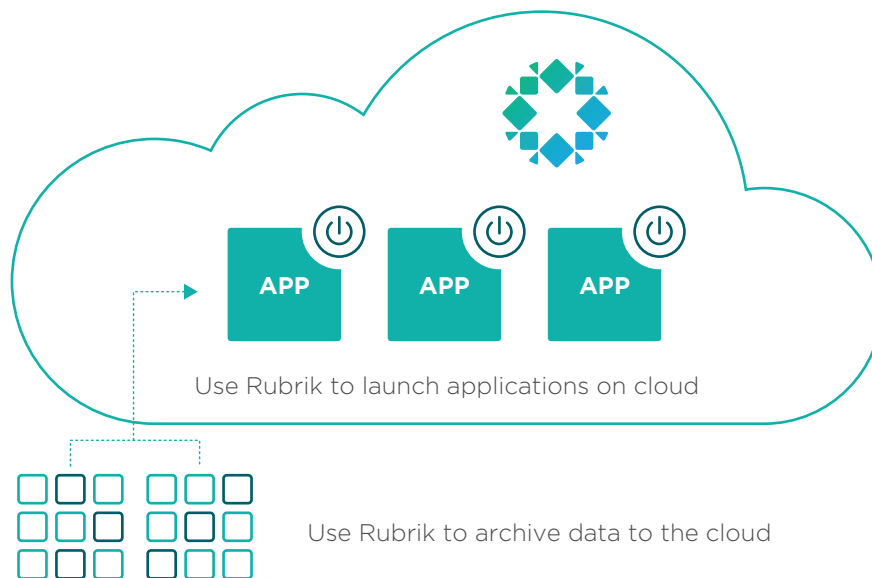 APP
APP
APP
Use Rubrik to launch applications on cloud
Use Rubrik to archive data to the cloud